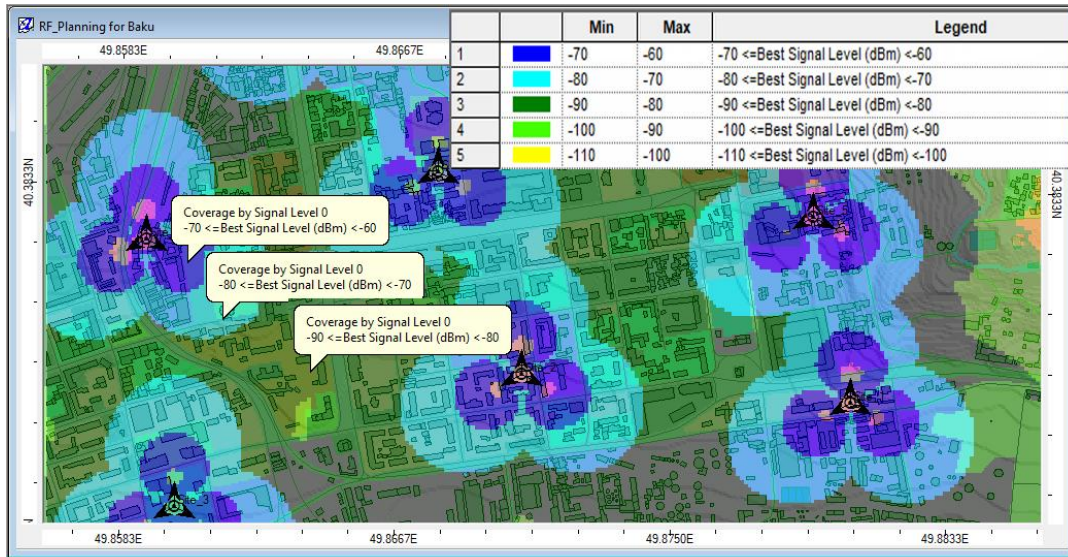 RF_Planning for Baku
49.8583E 49.8667E
Min Max Legend
1 -70 -60 -70 <=Best Signal Level (dBm) <-60
2 -80 -70 -80 <=Best Signal Level (dBm) <-70
3 -90 -80 -90 <=Best Signal Level (dBm) <-80
4 -100 -90 -100 <=Best Signal Level (dBm) <-90
5 -110 -100 -110 <=Best Signal Level (dBm) <-100
40.3833N
40.3833N
Coverage by Signal Level 0
-70 <=Best Signal Level (dBm) <-60
Coverage by Signal Level 0
-80 <=Best Signal Level (dBm) <-70
Coverage by Signal Level 0
-90 <=Best Signal Level (dBm) <-80
49.8583E 49.8667E 49.8750E 49.8833E